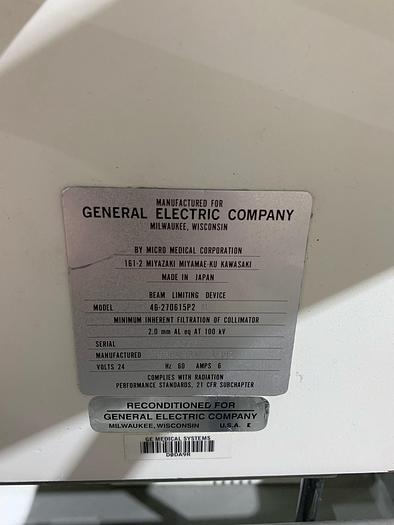 MANUFACTURED FOR
GENERAL ELECTRIC COMPANY
MILWAUKEE, WISCONSIN
BY MICRO MEDICAL CORPORATION
161-2 MIYAZAKI MIYAMAE-KU KAWASAKI
MADE IN JAPAN
BEAM LIMITING DEVICE
MODEL 46-270615P2
MINIMUM INHERENT FILTRATION OF COLLIMATOR
2.0 mm AL eq AT 100 kV
SERIAL
MANUFACTURED
VOLTS 24 Hz 60 AMPS 6
COMPLIES WITH RADIATION
PERFORMANCE STANDARDS, 21 CFR SUBCHAPTER
RECONDITIONED FOR
GENERAL ELECTRIC COMPANY
MILWAUKEE, WISCONSIN U.S.A. E
GE MEDICAL SYSTEMS
D0DA9R